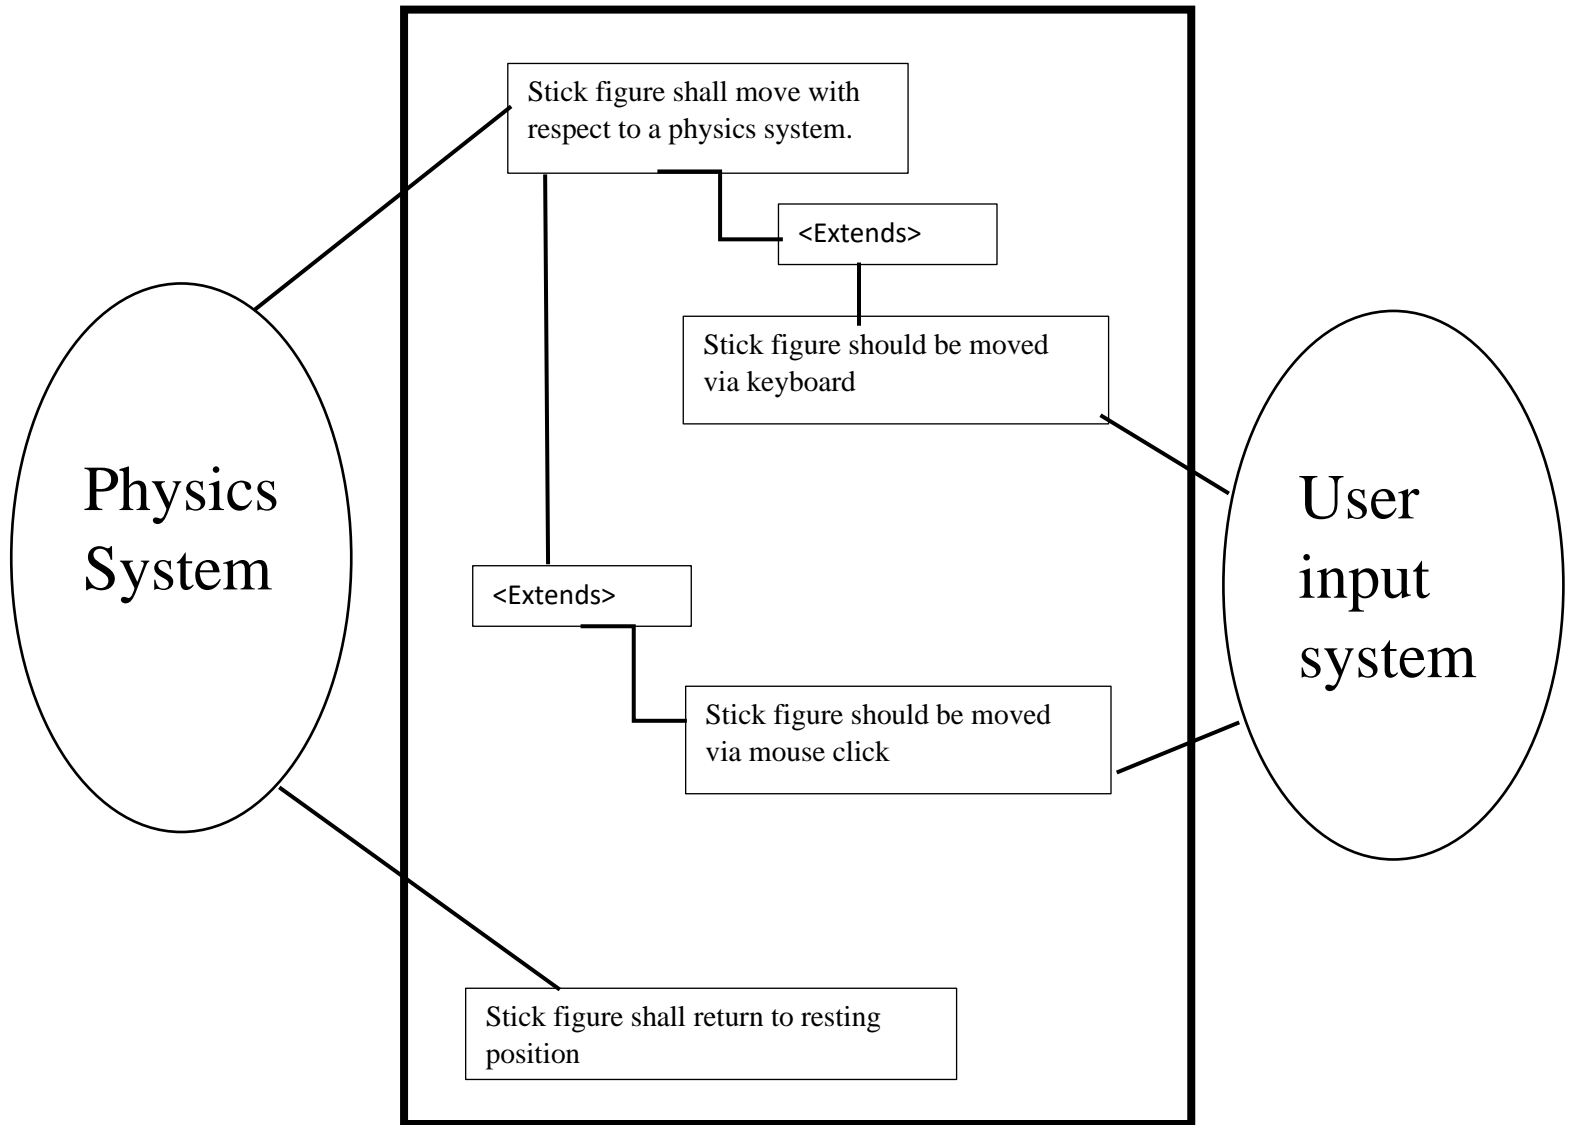 Stick figure shall move with
respect to a physics system.
<Extends>
Stick figure should be moved
via keyboard
Physics
System
User
input
system
<Extends>
Stick figure should be moved
via mouse click
Stick figure shall return to resting
position